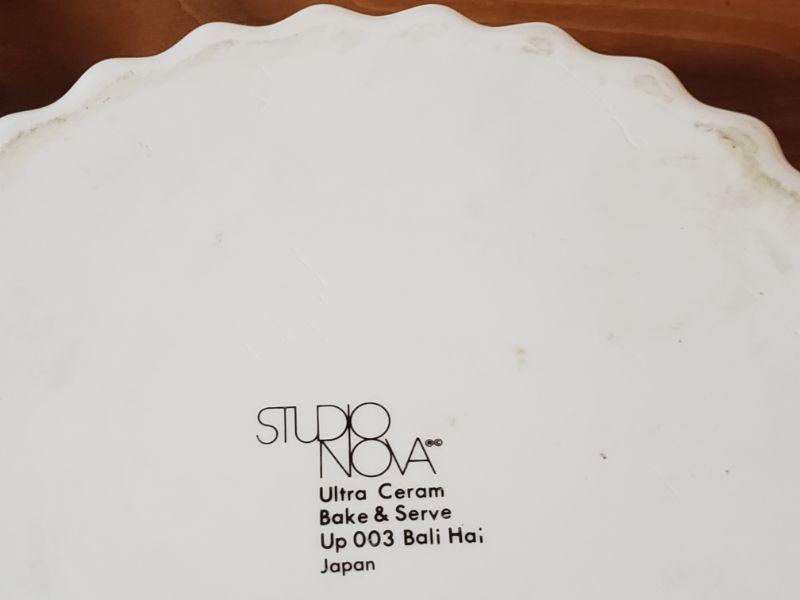 STUDIO
NOVA®©
Ultra Ceram
Bake & Serve
Up 003 Bali Hai
Japan